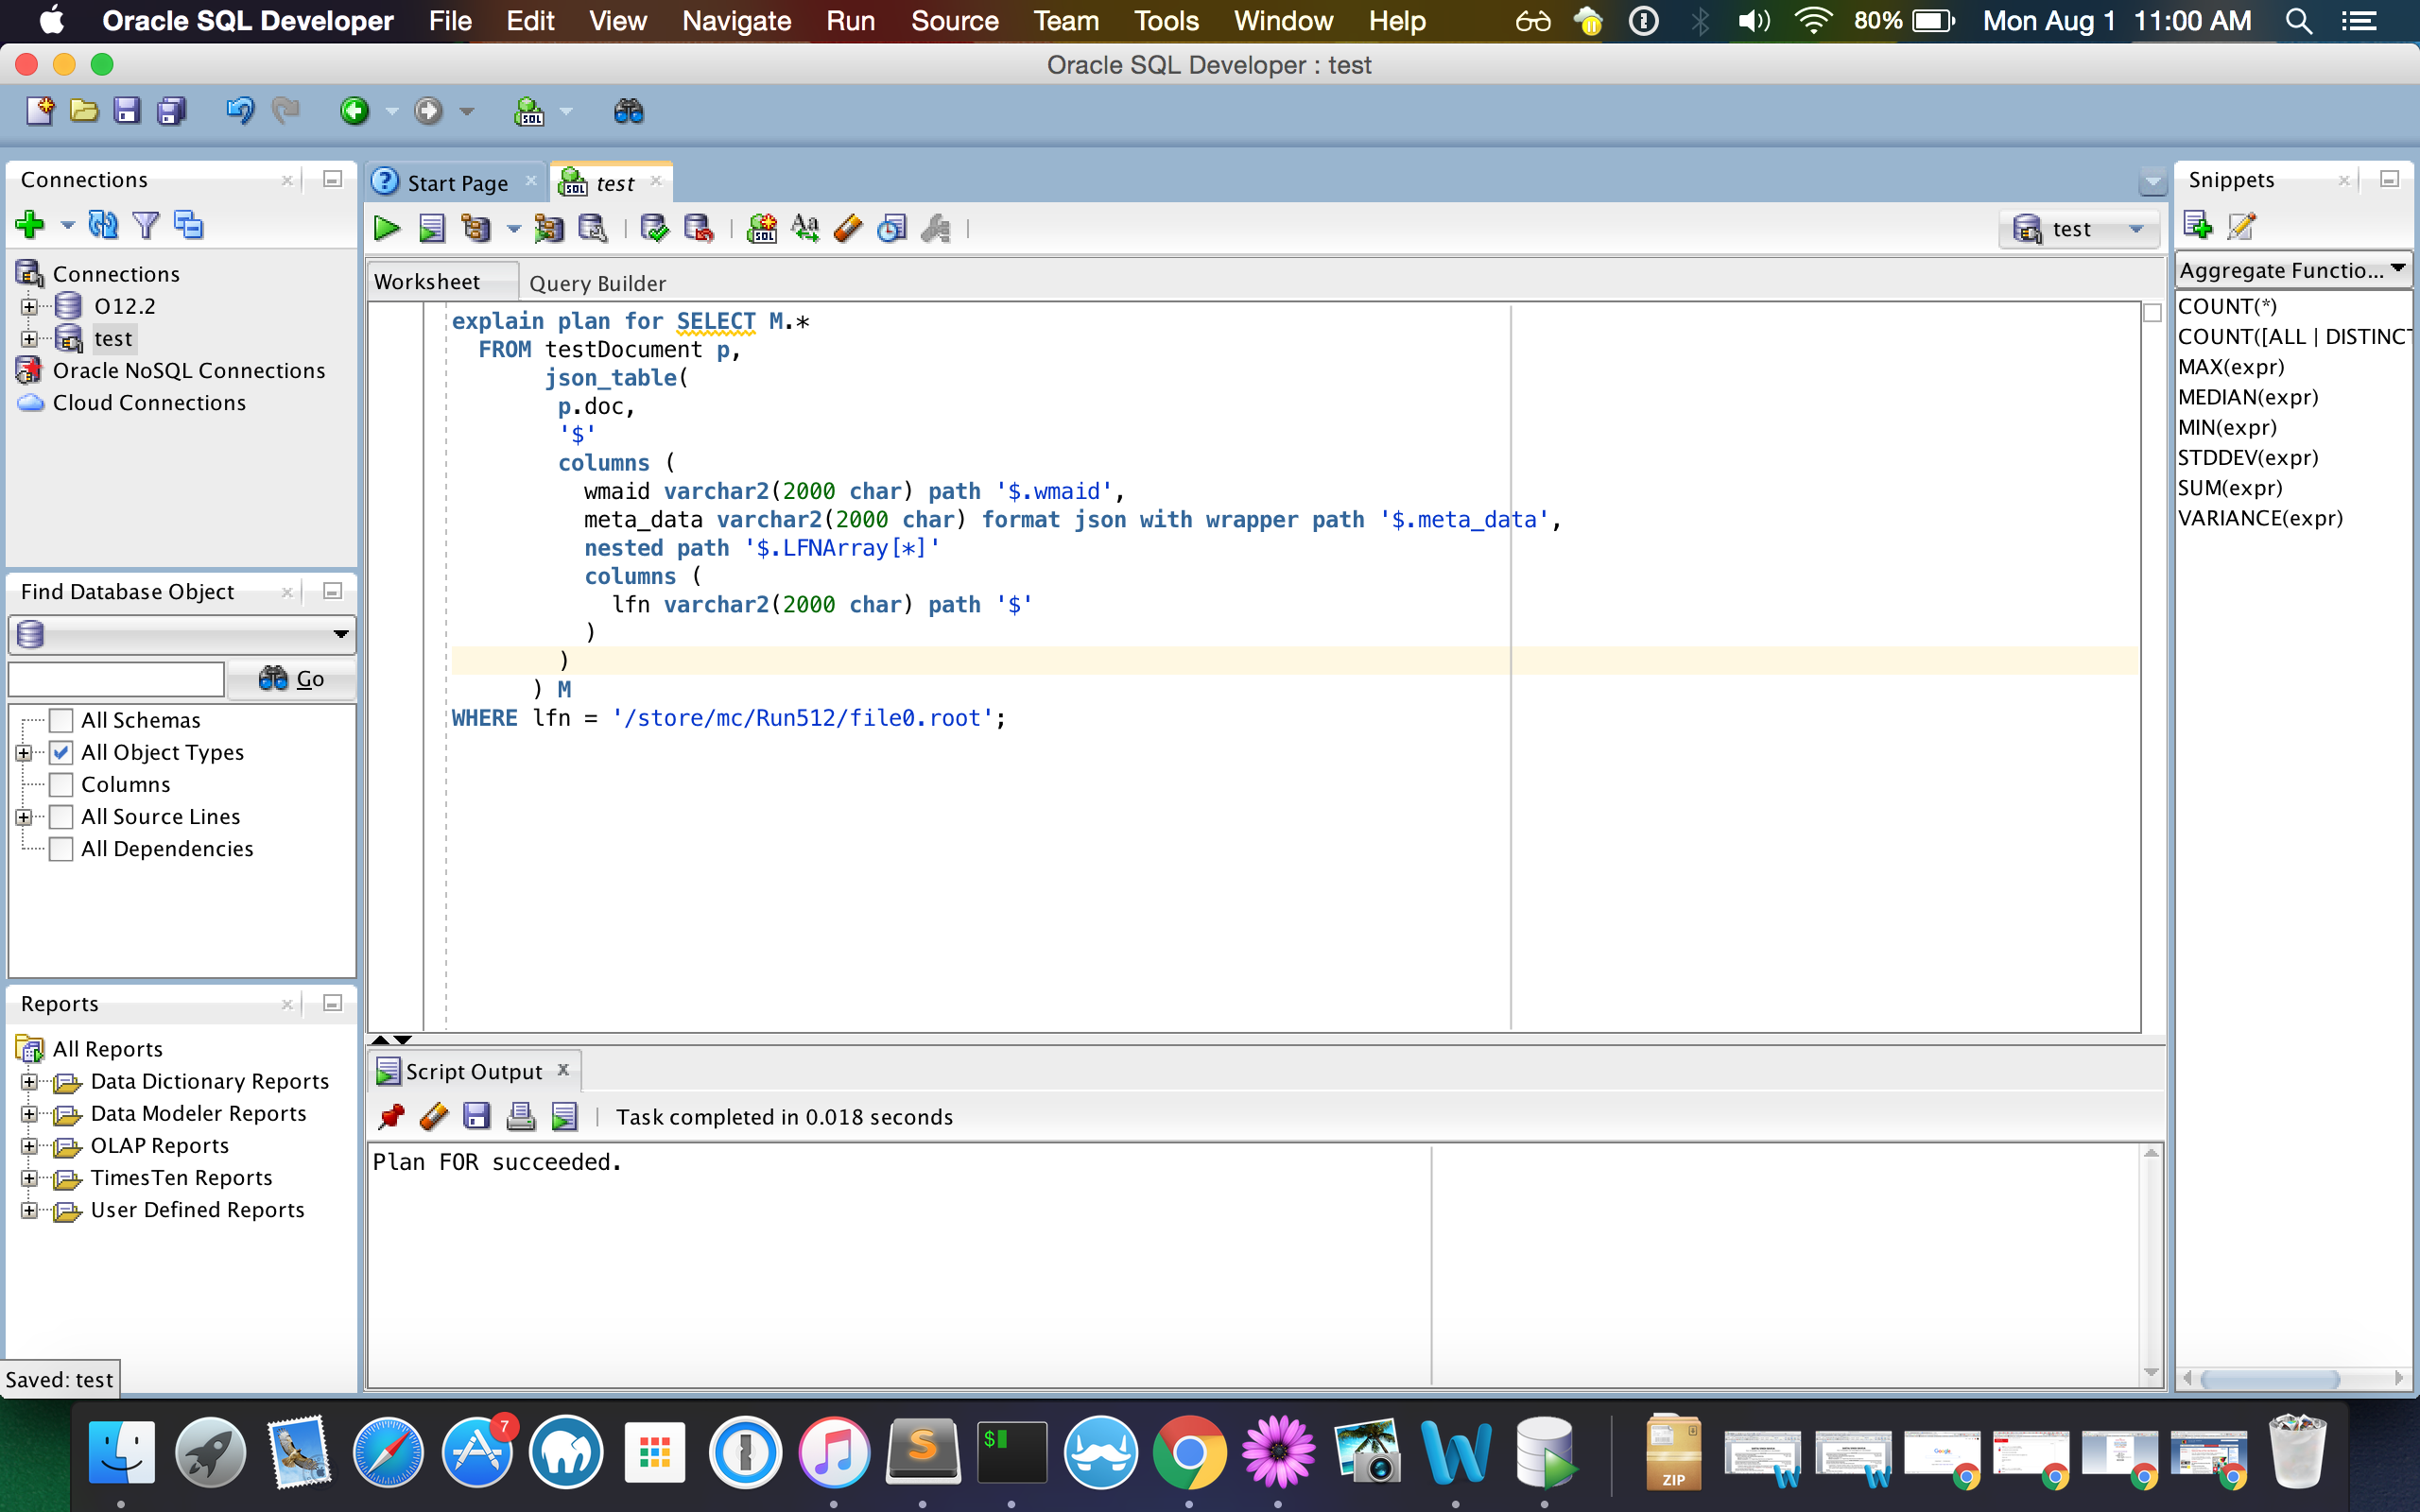 Oracle SQL Developer File Edit View Navigate Run Source Team Tools Window Help 80% Mon Aug 1 11:00 AM
Oracle SQL Developer : test
SQL
Connections
Connections
O12.2
test
Oracle NoSQL Connections
Cloud Connections
Find Database Object
Go
All Schemas
All Object Types
Columns
All Source Lines
All Dependencies
Reports
All Reports
Data Dictionary Reports
Data Modeler Reports
OLAP Reports
TimesTen Reports
User Defined Reports
Saved: test
Start Page
SQL test
SQL Aa
test
Worksheet Query Builder
explain plan for SELECT M.*
FROM testDocument p,
json_table(
p.doc,
'$'
columns (
wmaid varchar2(2000 char) path '$.wmaid',
meta_data varchar2(2000 char) format json with wrapper path '$.meta_data',
nested path '$.LFNArray[*]'
columns (
lfn varchar2(2000 char) path '$'
)
)
) M
WHERE lfn = '/store/mc/Run512/file0.root';
Script Output
Task completed in 0.018 seconds
Plan FOR succeeded.
Snippets
Aggregate Functio...
COUNT(*)
COUNT([ALL | DISTINCT
MAX(expr)
MEDIAN(expr)
MIN(expr)
STDDEV(expr)
SUM(expr)
VARIANCE(expr)
7
$
ZIP
Google